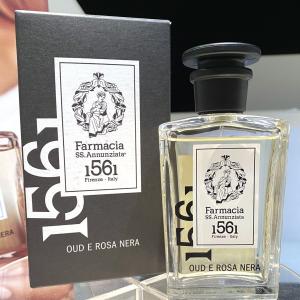 Farmacia
SS. Annunziata
1561
Firenze - Italy
1561
OUD E ROSA NERA
Farmacia
SS. Annunziata
1561
Firenze - Italy
1561
OUD E ROSA NERA
NERA